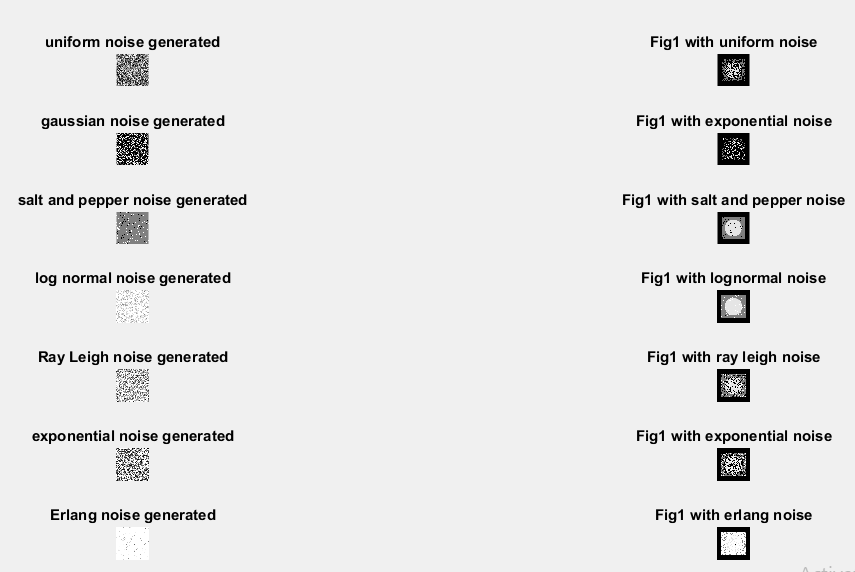 uniform noise generated
Fig1 with uniform noise
gaussian noise generated
Fig1 with exponential noise
salt and pepper noise generated
Fig1 with salt and pepper noise
log normal noise generated
Fig1 with lognormal noise
Ray Leigh noise generated
Fig1 with ray leigh noise
exponential noise generated
Fig1 with exponential noise
Erlang noise generated
Fig1 with erlang noise